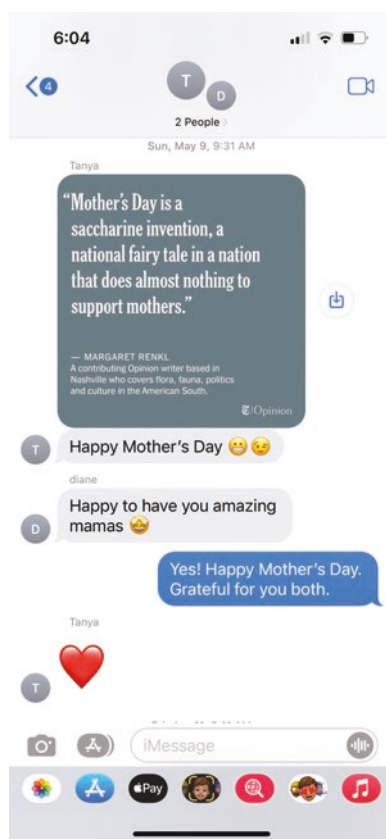 6:04
4
T
D
2 People
Sun, May 9, 9:31 AM
Tanya
“Mother’s Day is a
saccharine invention, a
national fairy tale in a nation
that does almost nothing to
support mothers.”
— MARGARET RENKL
A contributing Opinion writer based in
Nashville who covers flora, fauna, politics
and culture in the American South.
T Opinion
T
Happy Mother’s Day 😬😉
diane
Happy to have you amazing
mamas 🤩
D
Yes! Happy Mother’s Day.
Grateful for you both.
Tanya
T
iMessage
Pay